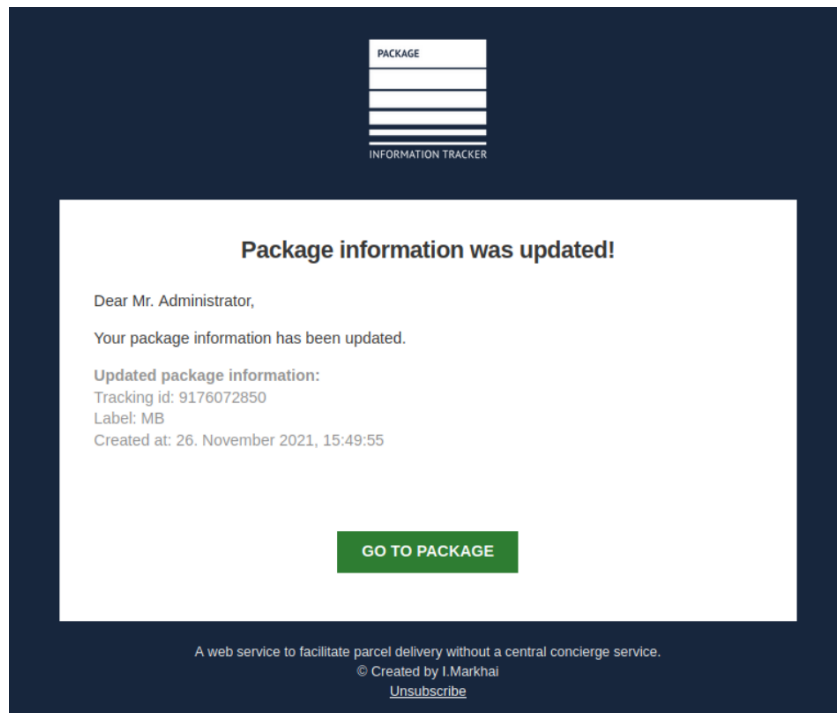 PACKAGE
INFORMATION TRACKER
Package information was updated!
Dear Mr. Administrator,
Your package information has been updated.
Updated package information:
Tracking id: 9176072850
Label: MB
Created at: 26. November 2021, 15:49:55
GO TO PACKAGE
A web service to facilitate parcel delivery without a central concierge service.
© Created by I.Markhai
Unsubscribe